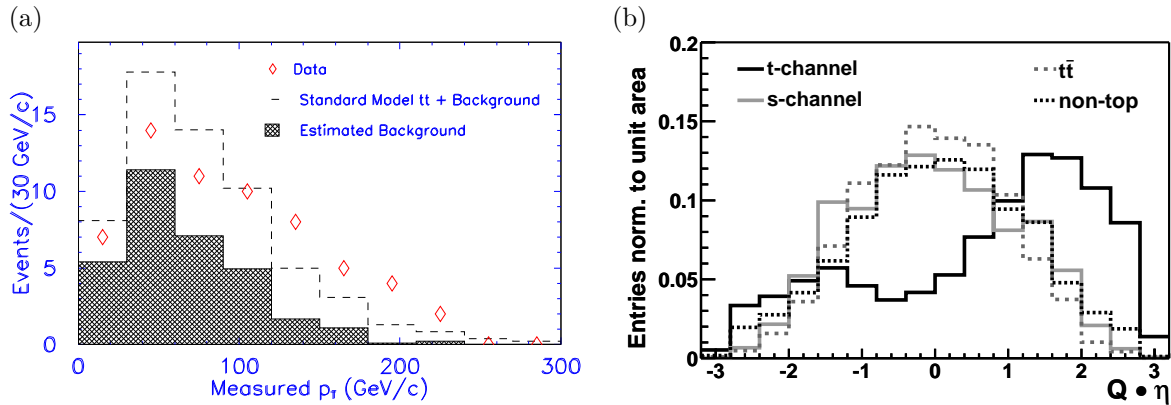 (a)
Events/(30 GeV/c)
15
10
5
0
Data
Standard Model tt + Background
Estimated Background
0
100
200
300
Measured p_T (GeV/c)
(b)
Entries norm. to unit area
0.2
0.15
0.1
0.05
0
t-channel
s-channel
tt̄
non-top
-3
-2
-1
0
1
2
3
Q • η